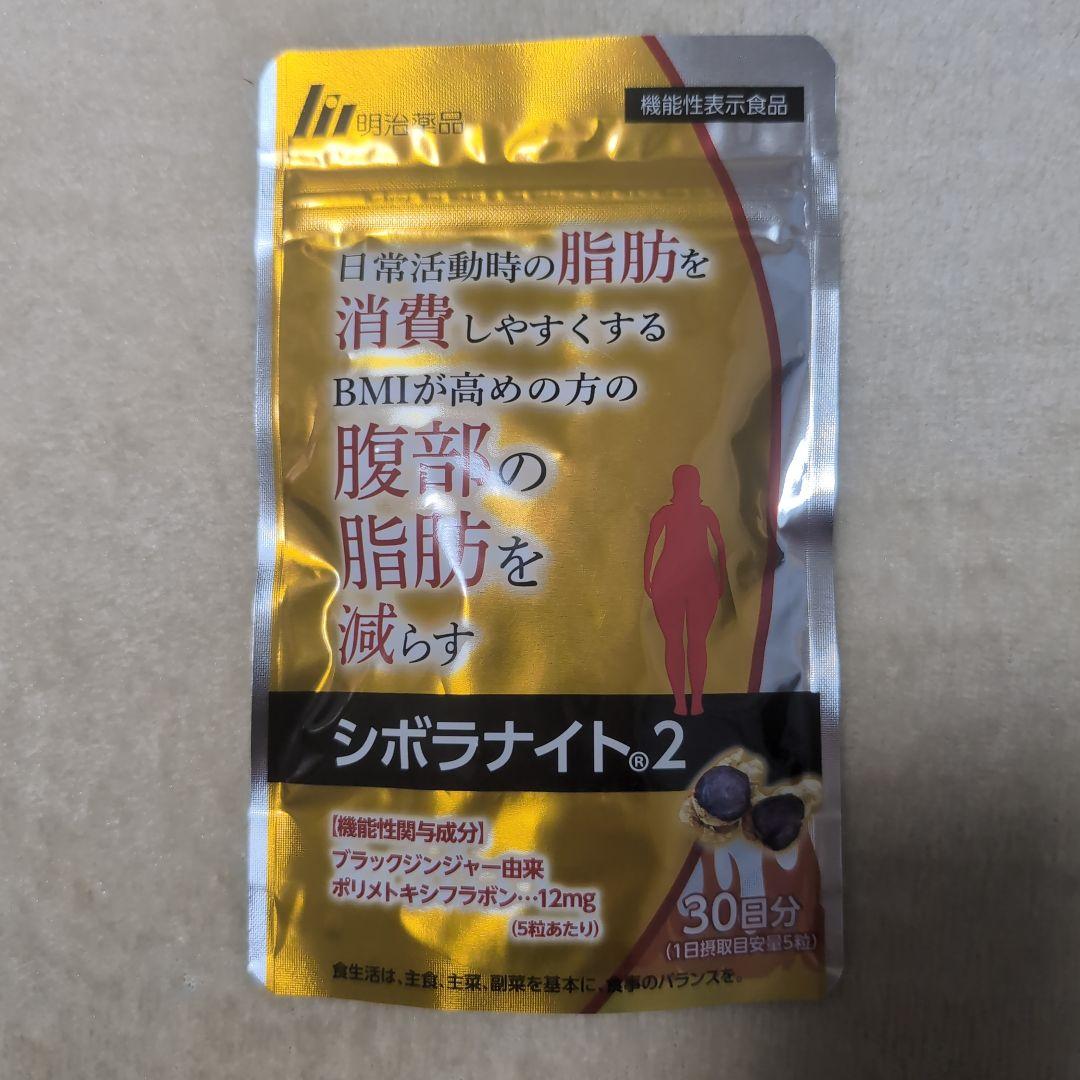 明治薬品
機能性表示食品
日常活動時の脂肪を
消費しやすくする
BMIが高めの方の
腹部の
脂肪を
減らす
シボラナイト®2
【機能性関与成分】
ブラックジンジャー由来
ポリメトキシフラボン…12mg
(5粒あたり)
30日分
(1日摂取目安量5粒)
食生活は、主食、主菜、副菜を基本に、食事のバランスを。